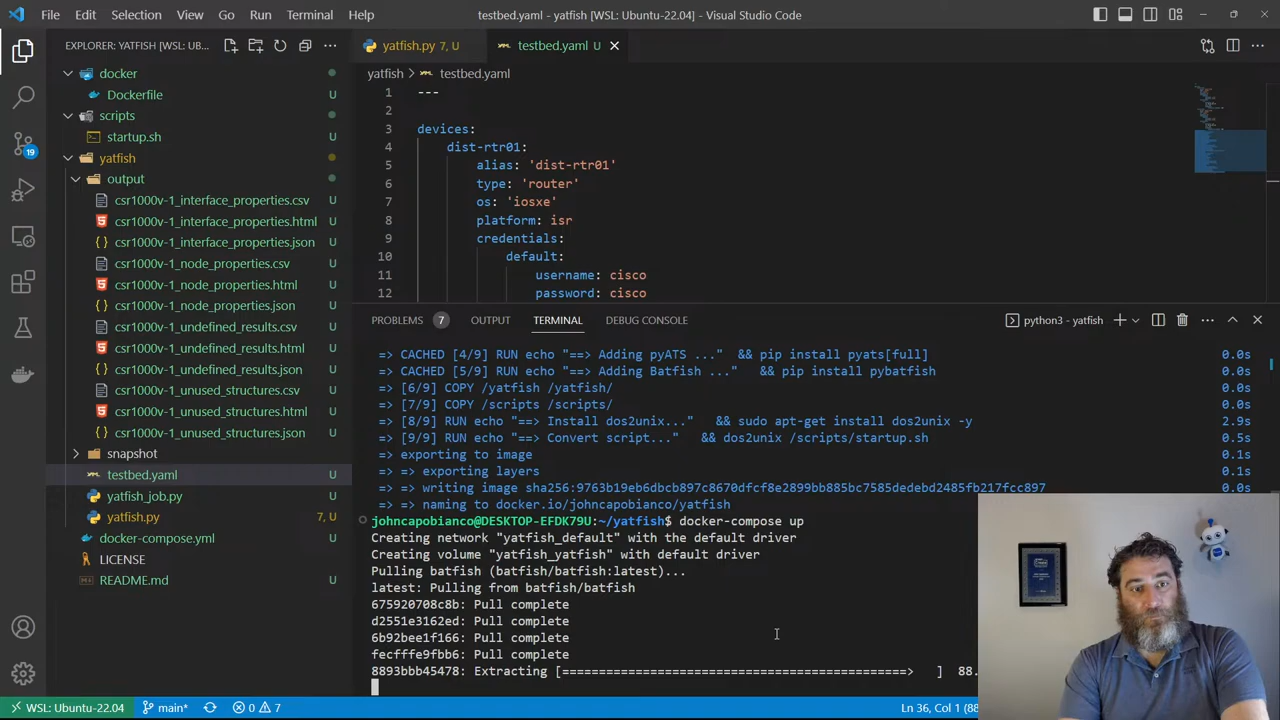 File Edit Selection View Go Run Terminal Help
testbed.yaml - yatfish [WSL: Ubuntu-22.04] - Visual Studio Code
EXPLORER: YATFISH [WSL: UB...
docker
Dockerfile U
scripts
startup.sh U
yatfish
output
csr1000v-1_interface_properties.csv U
csr1000v-1_interface_properties.html U
csr1000v-1_interface_properties.json U
csr1000v-1_node_properties.csv U
csr1000v-1_node_properties.html U
csr1000v-1_node_properties.json U
csr1000v-1_undefined_results.csv U
csr1000v-1_undefined_results.html U
csr1000v-1_undefined_results.json U
csr1000v-1_unused_structures.csv U
csr1000v-1_unused_structures.html U
csr1000v-1_unused_structures.json U
snapshot
testbed.yaml U
yatfish_job.py U
yatfish.py 7, U
docker-compose.yml U
LICENSE U
README.md U
19
yatfish.py 7, U
testbed.yaml U
yatfish > testbed.yaml
1 ---
2
3 devices:
4 dist-rtr01:
5 alias: 'dist-rtr01'
6 type: 'router'
7 os: 'iosxe'
8 platform: isr
9 credentials:
10 default:
11 username: cisco
12 password: cisco
PROBLEMS 7 OUTPUT TERMINAL DEBUG CONSOLE
python3 - yatfish
=> CACHED [4/9] RUN echo "==> Adding pyATS ..." && pip install pyats[full] 0.0s
=> CACHED [5/9] RUN echo "==> Adding Batfish ..." && pip install pybatfish 0.0s
=> [6/9] COPY /yatfish /yatfish/ 0.0s
=> [7/9] COPY /scripts /scripts/ 0.0s
=> [8/9] RUN echo "==> Install dos2unix..." && sudo apt-get install dos2unix -y 2.9s
=> [9/9] RUN echo "==> Convert script..." && dos2unix /scripts/startup.sh 0.5s
=> exporting to image 0.1s
=> => exporting layers 0.1s
=> => writing image sha256:9763b19eb6dbcb897c8670dfcf8e2899bb885bc7585dedebd2485fb217fcc897 0.0s
=> => naming to docker.io/johncapobianco/yatfish
johncapobianco@DESKTOP-EFDK79U:~/yatfish$ docker-compose up
Creating network "yatfish_default" with the default driver
Creating volume "yatfish_yatfish" with default driver
Pulling batfish (batfish/batfish:latest)...
latest: Pulling from batfish/batfish
675920708c8b: Pull complete
d2551e3162ed: Pull complete
6b92bee1f166: Pull complete
fecfffe9fbb6: Pull complete
8893bbb45478: Extracting [===========================================> ] 88.
WSL: Ubuntu-22.04 main* 0 7
Ln 36, Col 1 (88